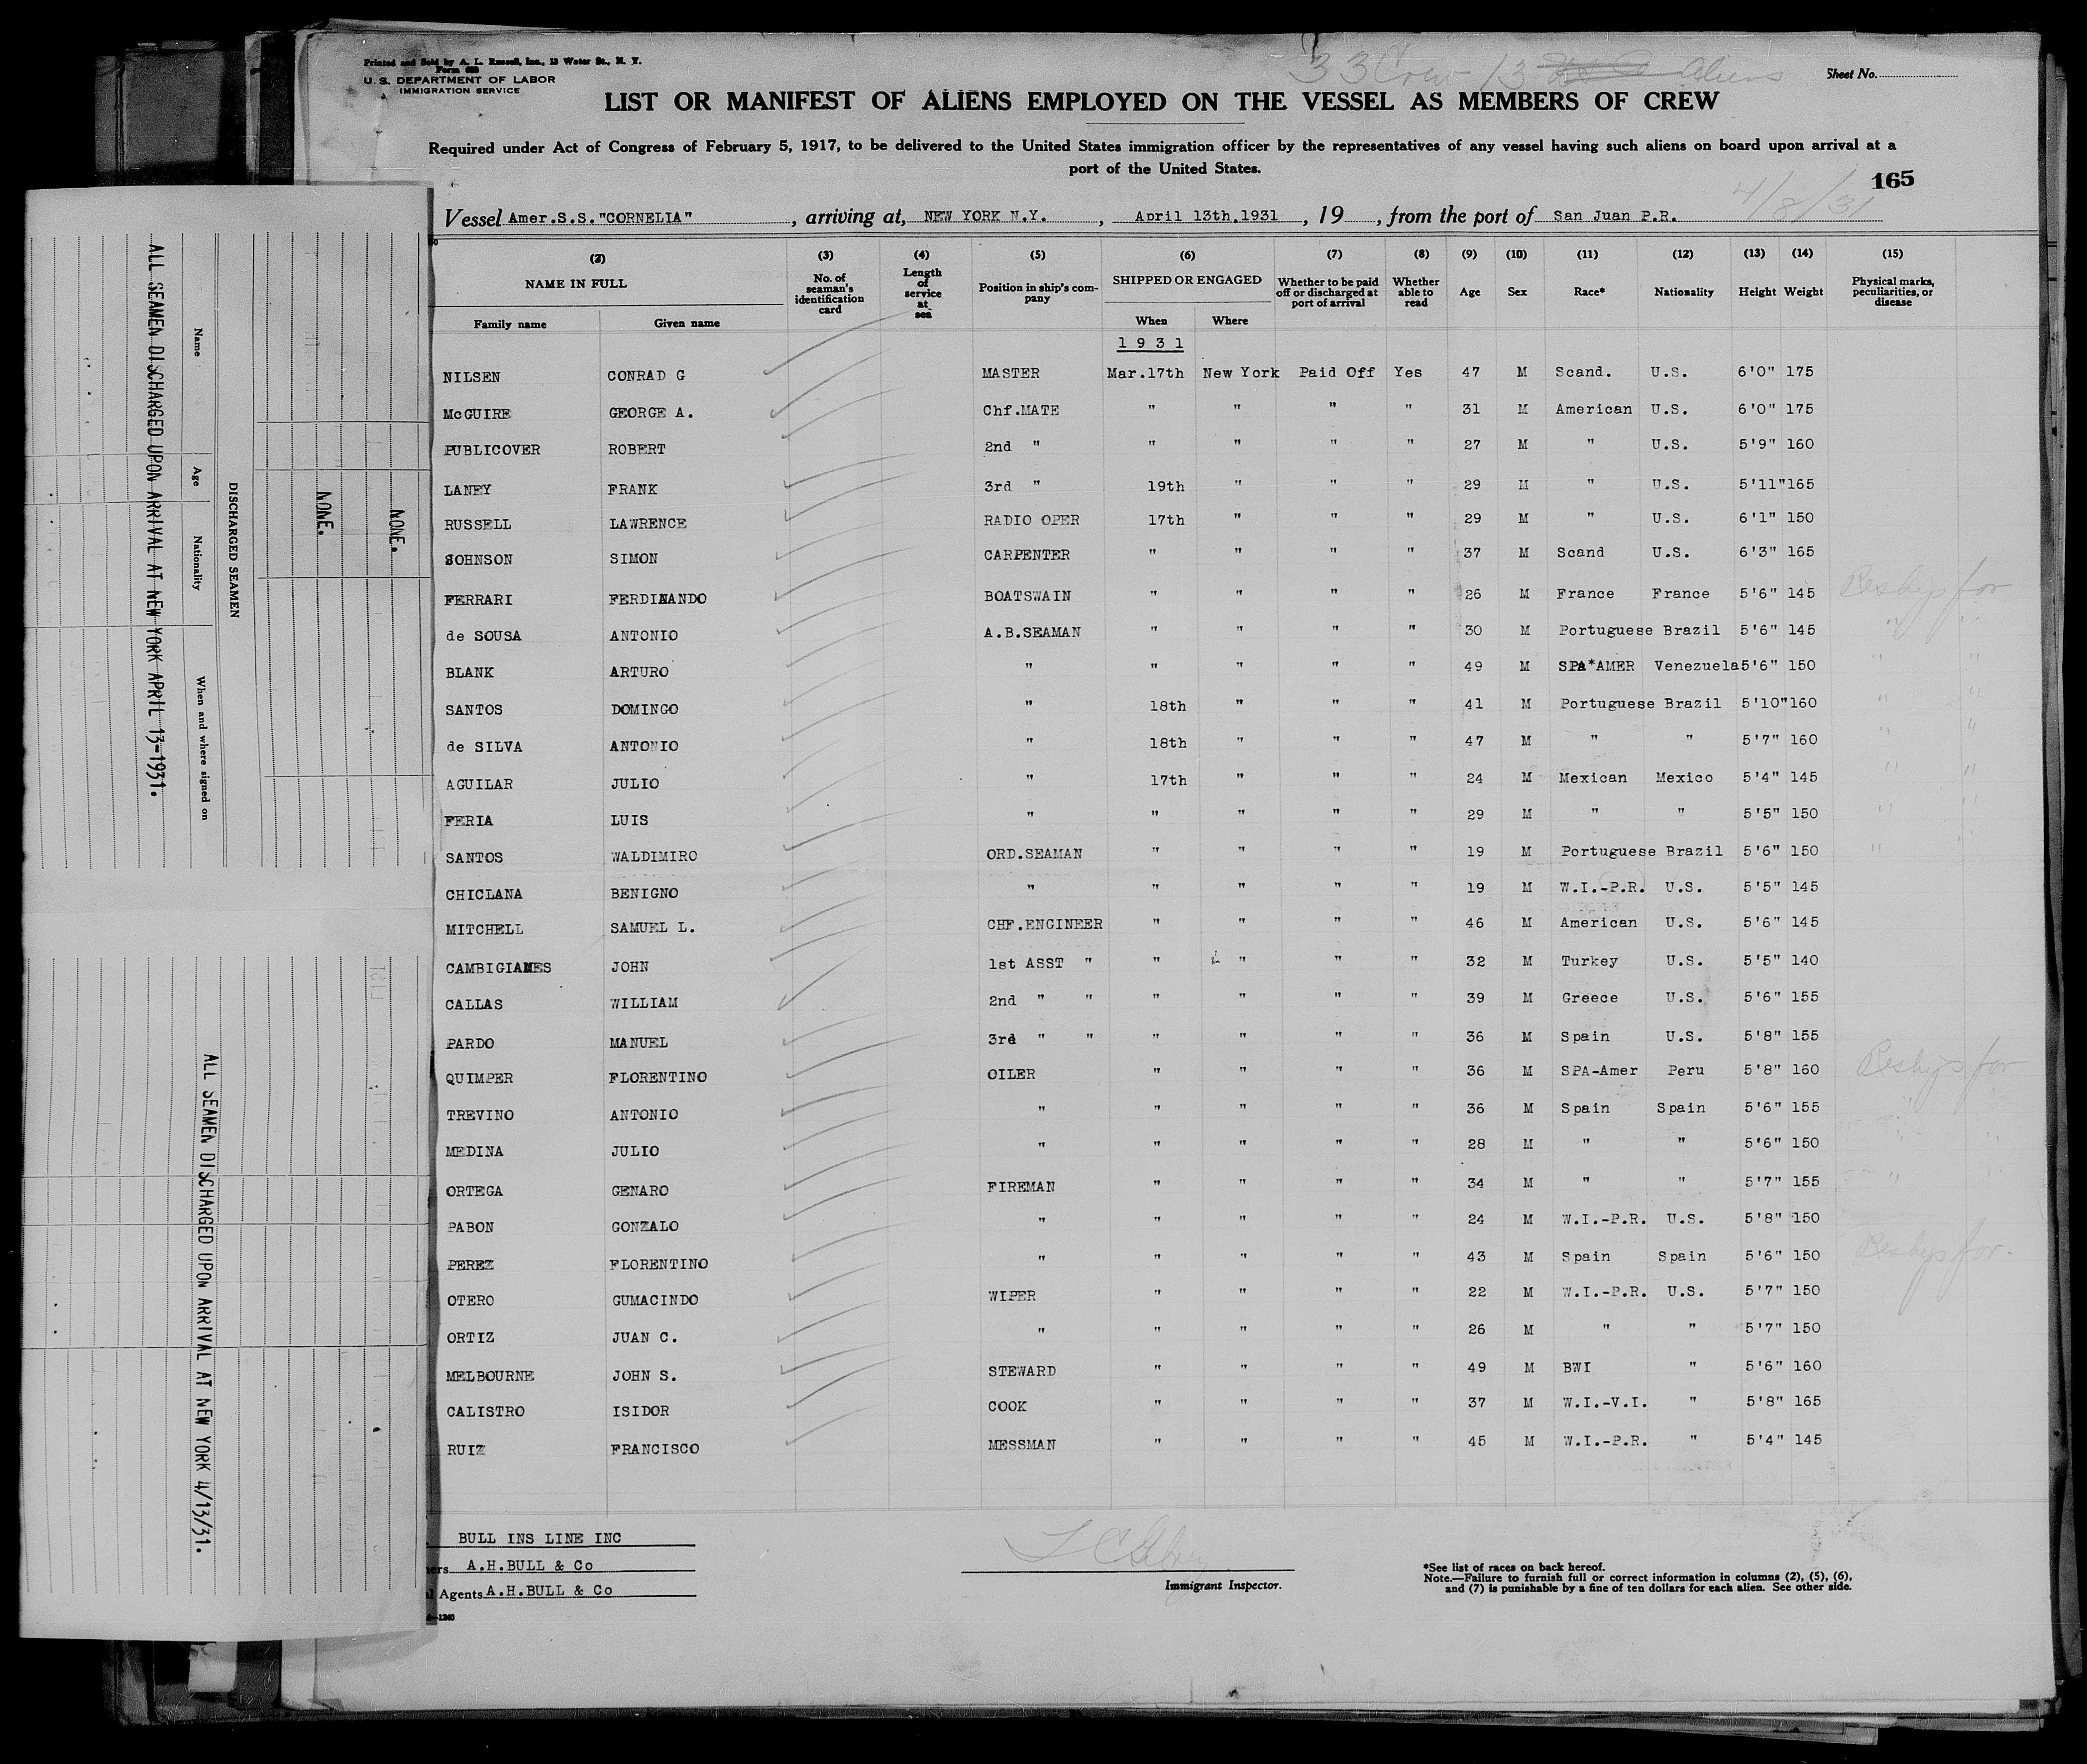 Printed and Sold by A. L. Russell, Inc., 13 Water St., N. Y.
Form 680
U. S. DEPARTMENT OF LABOR
IMMIGRATION SERVICE
33 Crew 13 Aliens
Sheet No.
LIST OR MANIFEST OF ALIENS EMPLOYED ON THE VESSEL AS MEMBERS OF CREW
Required under Act of Congress of February 5, 1917, to be delivered to the United States immigration officer by the representatives of any vessel having such aliens on board upon arrival at a
port of the United States.
165
4/8/31
Vessel Amer.S.S."CORNELIA" , arriving at, NEW YORK N.Y. , April 13th.1931 , 19 , from the port of San Juan P.R.
(2) (3) (4) (5) (6) (7) (8) (9) (10) (11) (12) (13) (14) (15)
NAME IN FULL No. of seaman's identification card Length of service at sea Position in ship's company SHIPPED OR ENGAGED Whether to be paid off or discharged at port of arrival Whether able to read Age Sex Race* Nationality Height Weight Physical marks, peculiarities, or disease
Family name Given name When Where
1931
NILSEN CONRAD G MASTER Mar.17th New York Paid Off Yes 47 M Scand. U.S. 6'0" 175
McGUIRE GEORGE A. Chf.MATE " " " " 31 M American U.S. 6'0" 175
PUBLICOVER ROBERT 2nd " " " " " 27 M " U.S. 5'9" 160
LANEY FRANK 3rd " 19th " " " 29 M " U.S. 5'11" 165
RUSSELL LAWRENCE RADIO OPER 17th " " " 29 M " U.S. 6'1" 150
JOHNSON SIMON CARPENTER " " " " 37 M Scand U.S. 6'3" 165
FERRARI FERDINANDO BOATSWAIN " " " " 26 M France France 5'6" 145 Reships for
de SOUSA ANTONIO A.B.SEAMAN " " " " 30 M Portuguese Brazil 5'6" 145 " "
BLANK ARTURO " " " " " 49 M SPA*AMER Venezuela 5'6" 150 " "
SANTOS DOMINGO " 18th " " " 41 M Portuguese Brazil 5'10" 160 " "
de SILVA ANTONIO " 18th " " " 47 M " " 5'7" 160 " "
AGUILAR JULIO " 17th " " " 24 M Mexican Mexico 5'4" 145 " "
FERIA LUIS " " " " " 29 M " " 5'5" 150 " "
SANTOS WALDIMIRO ORD.SEAMAN " " " " 19 M Portuguese Brazil 5'6" 150 " "
CHICLANA BENIGNO " " " " " 19 M W.I.-P.R. U.S. 5'5" 145
MITCHELL SAMUEL L. CHF.ENGINEER " " " " 46 M American U.S. 5'6" 145
CAMBIGIANES JOHN 1st ASST " " " " " 32 M Turkey U.S. 5'5" 140
CALLAS WILLIAM 2nd " " " " " " 39 M Greece U.S. 5'6" 155
PARDO MANUEL 3rd " " " " " " 36 M Spain U.S. 5'8" 155
QUIMPER FLORENTINO OILER " " " " 36 M SPA-Amer Peru 5'8" 160 Reships for
TREVINO ANTONIO " " " " " 36 M Spain Spain 5'6" 155 " "
MEDINA JULIO " " " " " 28 M " " 5'6" 150 " "
ORTEGA GENARO FIREMAN " " " " 34 M " " 5'7" 155 " "
PABON GONZALO " " " " " 24 M W.I.-P.R. U.S. 5'8" 150
PEREZ FLORENTINO " " " " " 43 M Spain Spain 5'6" 150 Reships for
OTERO GUMACINDO WIPER " " " " 22 M W.I.-P.R. U.S. 5'7" 150
ORTIZ JUAN C. " " " " " 26 M " " 5'7" 150
MELBOURNE JOHN S. STEWARD " " " " 49 M BWI " 5'6" 160
CALISTRO ISIDOR COOK " " " " 37 M W.I.-V.I. " 5'8" 165
RUIZ FRANCISCO MESSMAN " " " " 45 M W.I.-P.R. " 5'4" 145
BULL INS LINE INC
ers A.H.BULL & Co
Agents A.H.BULL & Co
Immigrant Inspector.
*See list of races on back hereof.
Note.—Failure to furnish full or correct information in columns (2), (5), (6),
and (7) is punishable by a fine of ten dollars for each alien. See other side.
NONE.
NONE.
DISCHARGED SEAMEN
Name Age Nationality When and where signed on
ALL SEAMEN DISCHARGED UPON ARRIVAL AT NEW YORK APRIL 13-1931.
ALL SEAMEN DISCHARGED UPON ARRIVAL AT NEW YORK 4/13/31.